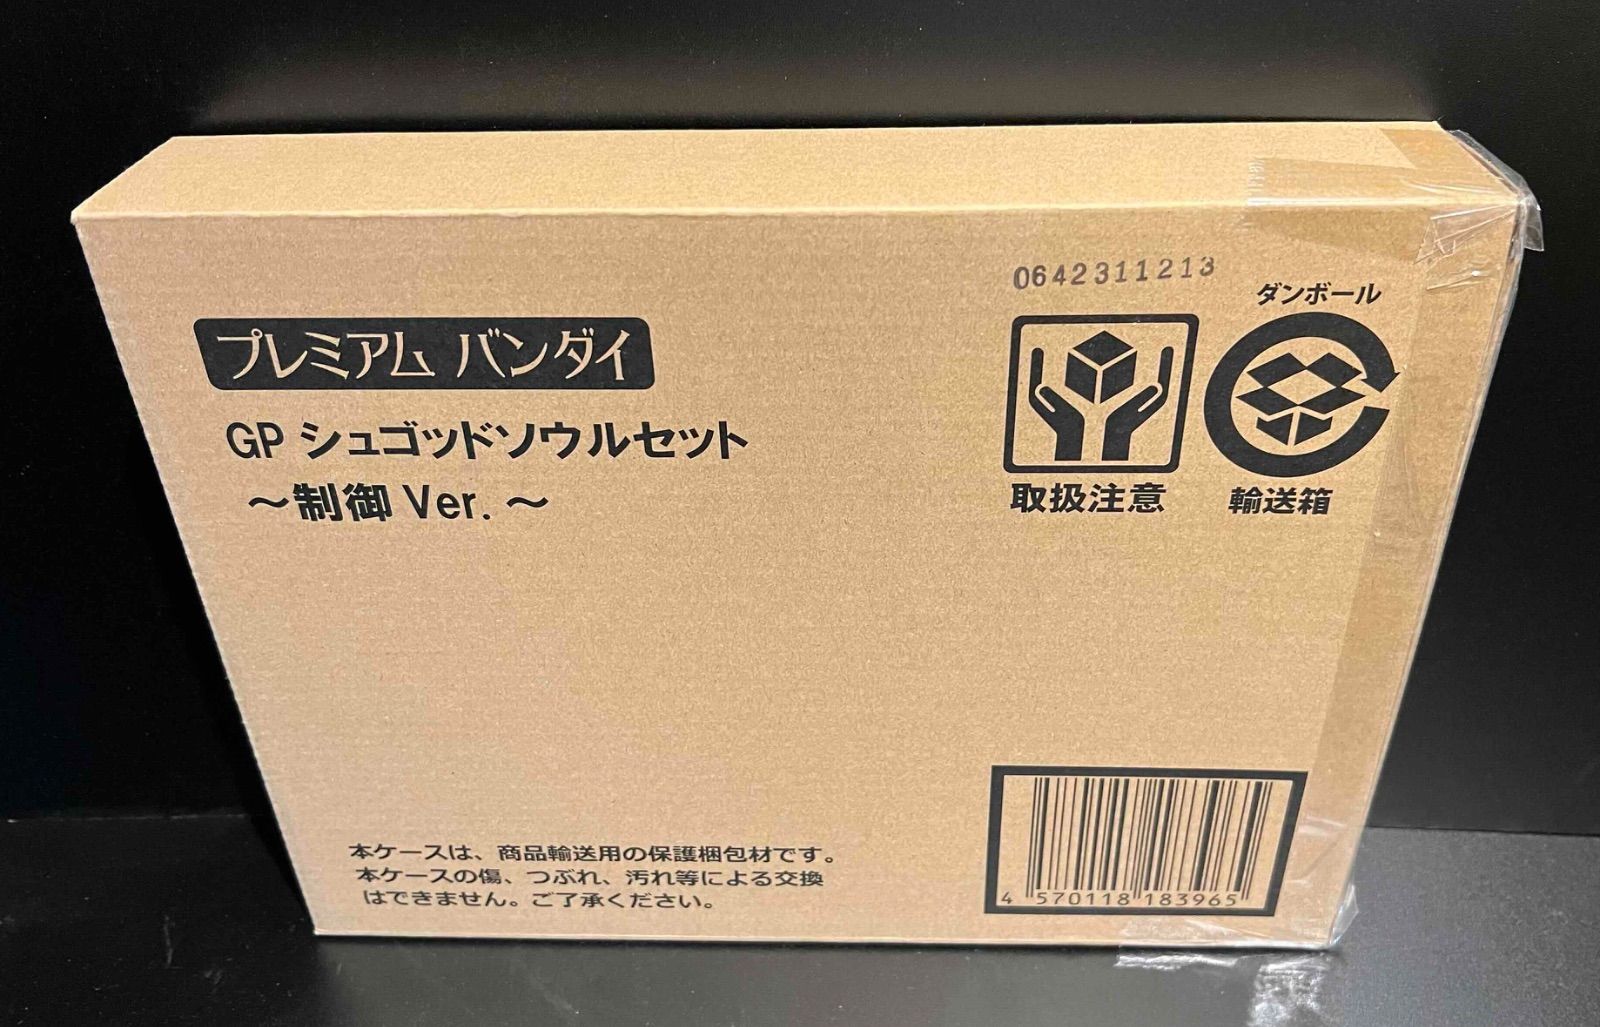 0642311213
ダンボール
プレミアム バンダイ
GP シュゴッドソウルセット
～制御 Ver. ～
取扱注意
輸送箱
本ケースは、商品輸送用の保護梱包材です。
本ケースの傷、つぶれ、汚れ等による交換
はできません。ご了承ください。
4 570118 183965